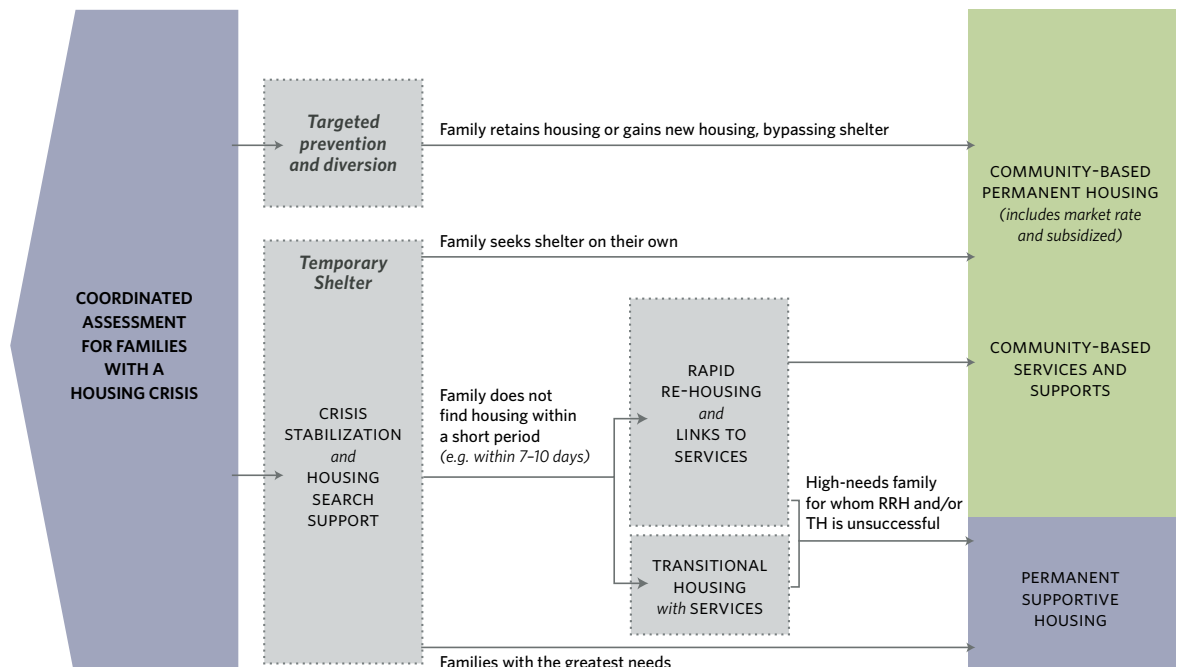 COORDINATED
ASSESSMENT
FOR FAMILIES
WITH A
HOUSING CRISIS
Targeted
prevention
and diversion
Family retains housing or gains new housing, bypassing shelter
Temporary
Shelter
Family seeks shelter on their own
CRISIS
STABILIZATION
and
HOUSING
SEARCH
SUPPORT
Family does not
find housing within
a short period
(e.g. within 7–10 days)
RAPID
RE-HOUSING
and
LINKS TO
SERVICES
TRANSITIONAL
HOUSING
with SERVICES
High-needs family
for whom RRH and/or
TH is unsuccessful
Families with the greatest needs
COMMUNITY-BASED
PERMANENT HOUSING
(includes market rate
and subsidized)
COMMUNITY-BASED
SERVICES AND
SUPPORTS
PERMANENT
SUPPORTIVE
HOUSING